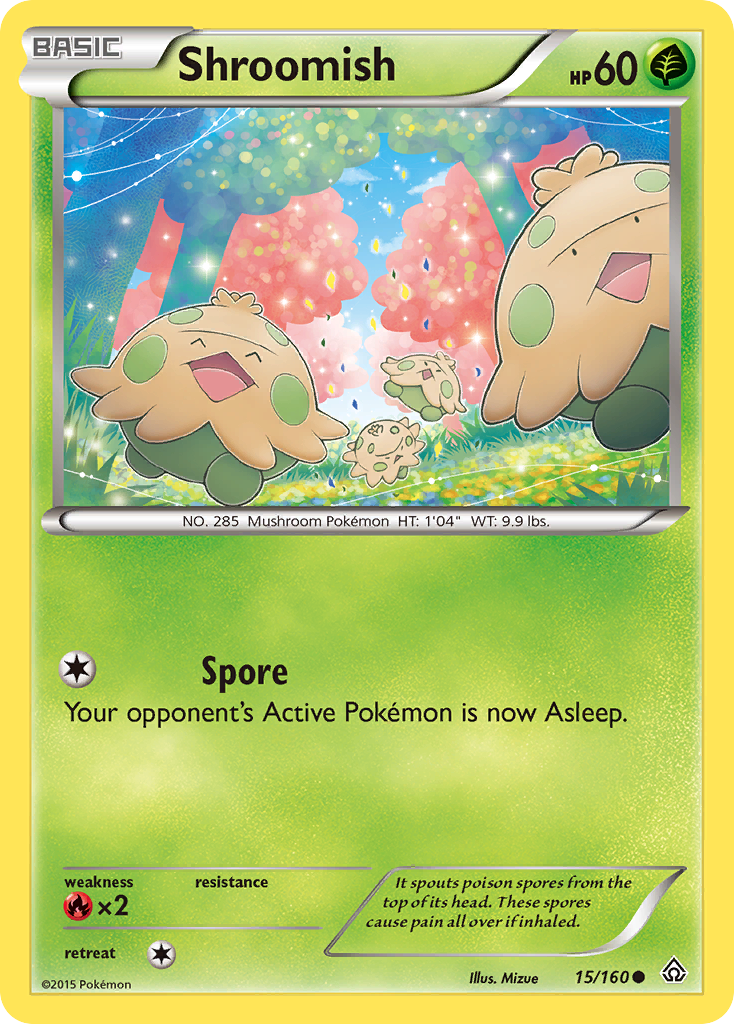 BASIC
Shroomish
HP60
NO. 285 Mushroom Pokémon HT: 1'04" WT: 9.9 lbs.
Spore
Your opponent's Active Pokémon is now Asleep.
weakness
resistance
×2
It spouts poison spores from the
top of its head. These spores
cause pain all over if inhaled.
retreat
©2015 Pokémon
Illus. Mizue
15/160